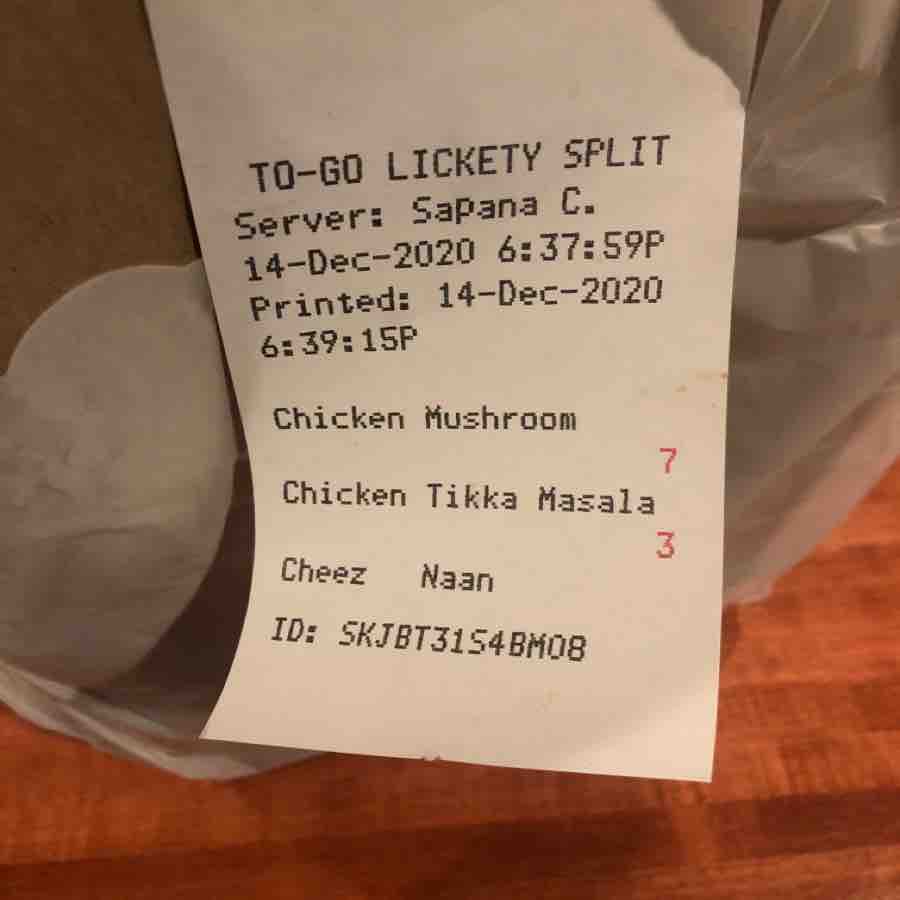 TO-GO LICKETY SPLIT
Server: Sapana C.
14-Dec-2020 6:37:59P
Printed: 14-Dec-2020
6:39:15P
Chicken Mushroom
7
Chicken Tikka Masala
3
Cheez Naan
ID: SKJBT31S4BM08